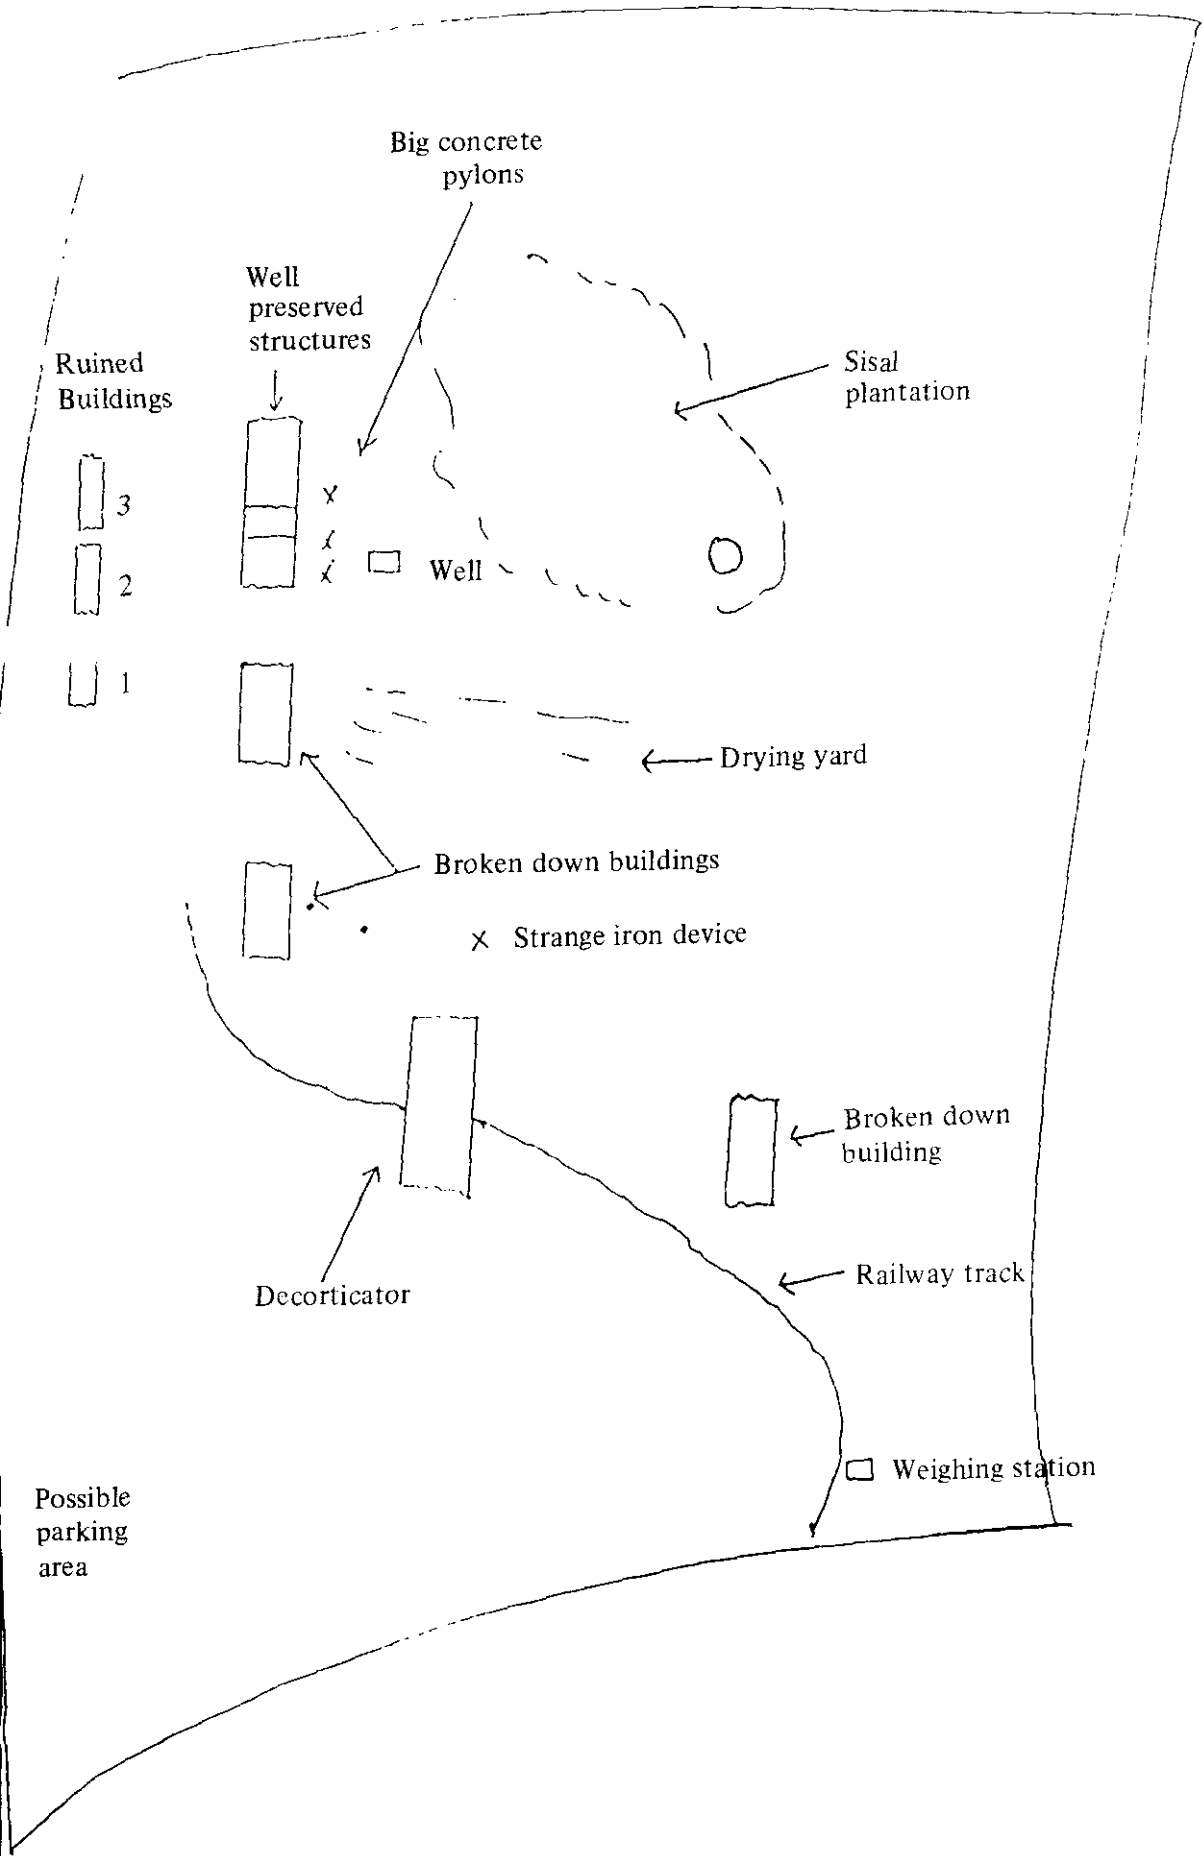 Big concrete
pylons
Well
preserved
structures
Ruined
Buildings
Sisal
plantation
3
x
x
x
Well
2
1
Drying yard
Broken down buildings
x Strange iron device
Broken down
building
Railway track
Decorticator
Weighing station
Possible
parking
area